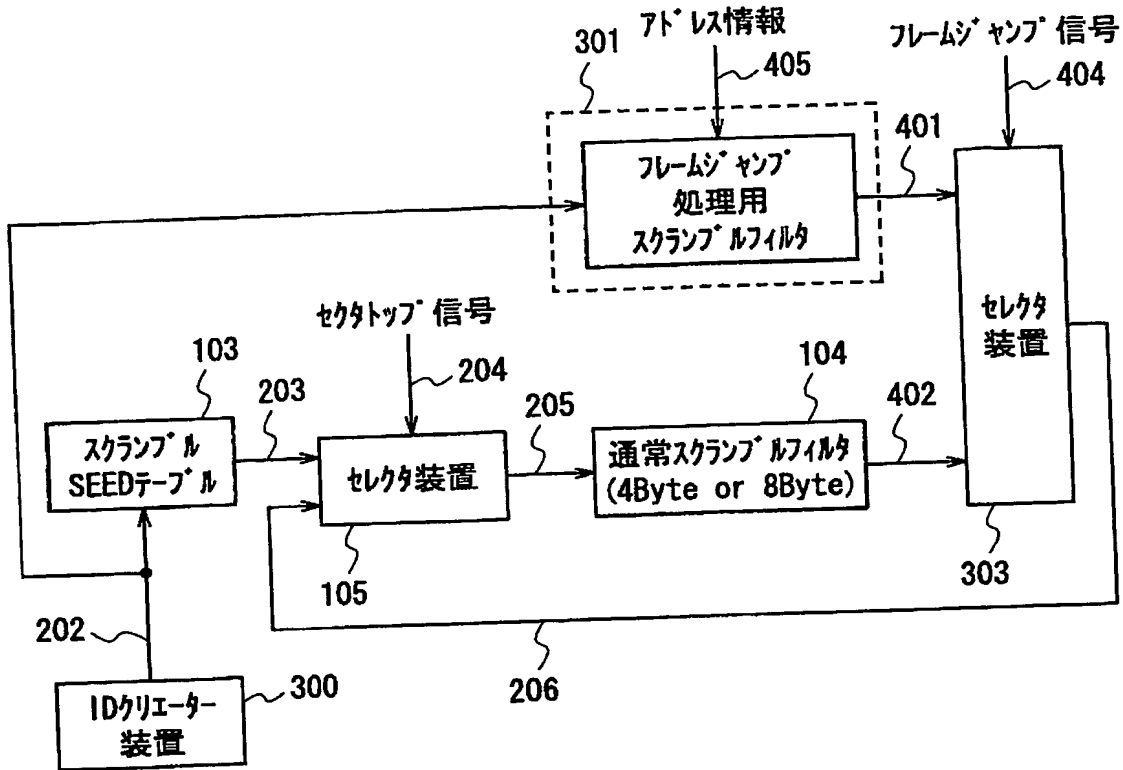 アドレス情報
フレームジャンプ信号
301
405
404
401
フレームジャンプ
処理用
スクランブルフィルタ
セクタトップ信号
セレクタ
装置
103
203
204
205
104
402
スクランブル
SEEDテーブル
セレクタ装置
通常スクランブルフィルタ
(4Byte or 8Byte)
105
303
202
206
300
IDクリエーター
装置